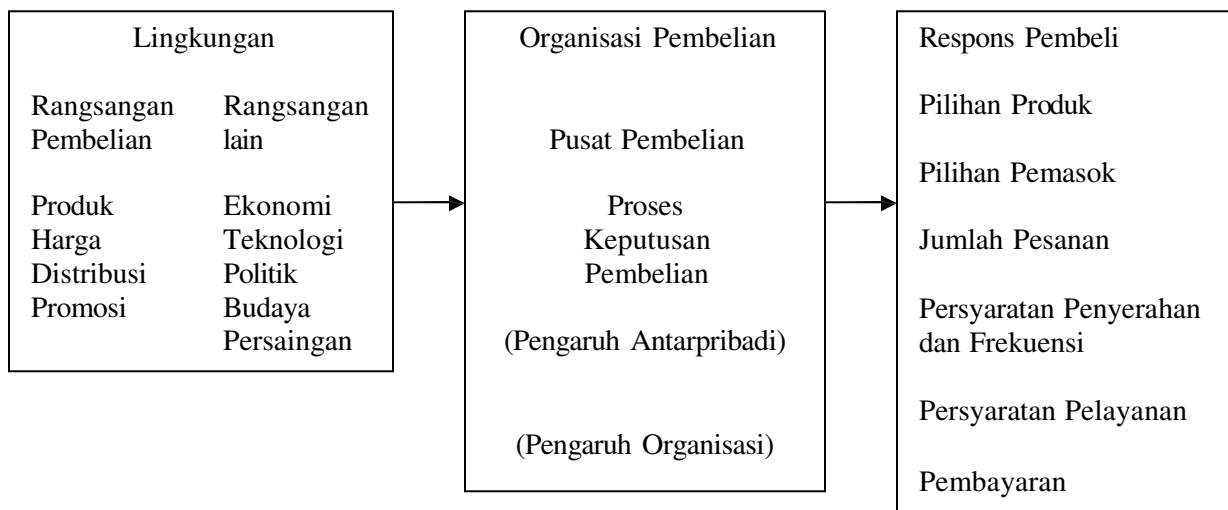 Lingkungan
Rangsangan
Pembelian
Rangsangan
lain
Produk
Harga
Distribusi
Promosi
Ekonomi
Teknologi
Politik
Budaya
Persaingan
Organisasi Pembelian
Pusat Pembelian
Proses
Keputusan
Pembelian
(Pengaruh Antarpribadi)
(Pengaruh Organisasi)
Respons Pembeli
Pilihan Produk
Pilihan Pemasok
Jumlah Pesanan
Persyaratan Penyerahan
dan Frekuensi
Persyaratan Pelayanan
Pembayaran